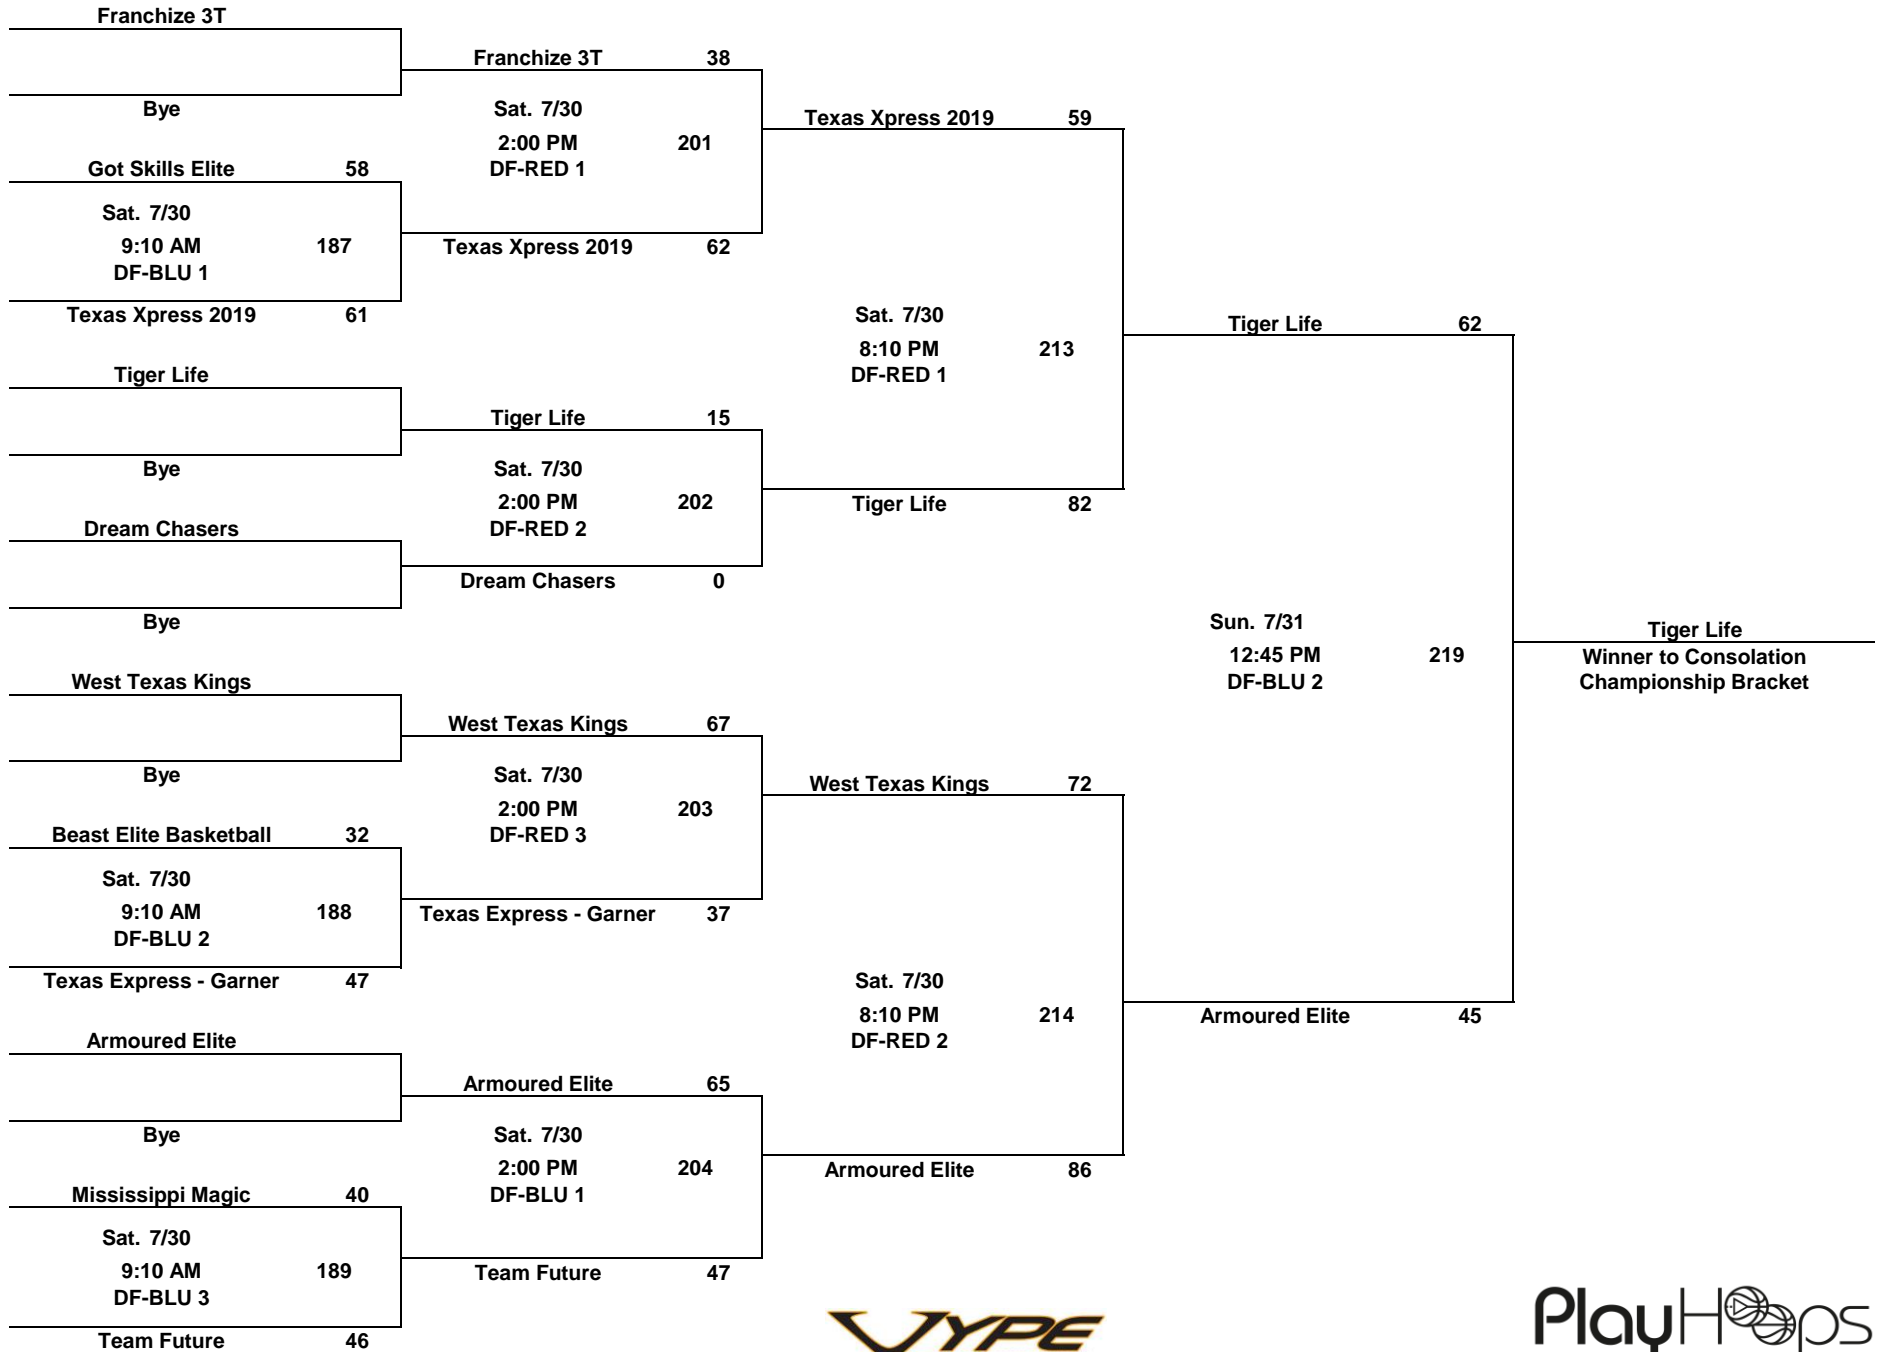 Franchize 3T
Bye
Got Skills Elite 58
Sat. 7/30
9:10 AM 187
DF-BLU 1
Texas Xpress 2019 61
Tiger Life
Bye
Dream Chasers
Bye
West Texas Kings
Bye
Beast Elite Basketball 32
Sat. 7/30
9:10 AM 188
DF-BLU 2
Texas Express - Garner 47
Armoured Elite
Bye
Mississippi Magic 40
Sat. 7/30
9:10 AM 189
DF-BLU 3
Team Future 46
Franchize 3T 38
Sat. 7/30
2:00 PM 201
DF-RED 1
Texas Xpress 2019 62
Tiger Life 15
Sat. 7/30
2:00 PM 202
DF-RED 2
Dream Chasers 0
West Texas Kings 67
Sat. 7/30
2:00 PM 203
DF-RED 3
Texas Express - Garner 37
Armoured Elite 65
Sat. 7/30
2:00 PM 204
DF-BLU 1
Team Future 47
Texas Xpress 2019 59
Sat. 7/30
8:10 PM 213
DF-RED 1
Tiger Life 82
West Texas Kings 72
Sat. 7/30
8:10 PM 214
DF-RED 2
Armoured Elite 86
Tiger Life 62
Sun. 7/31
12:45 PM 219
DF-BLU 2
Armoured Elite 45
Tiger Life
Winner to Consolation
Championship Bracket
VYPE
PlayHoops